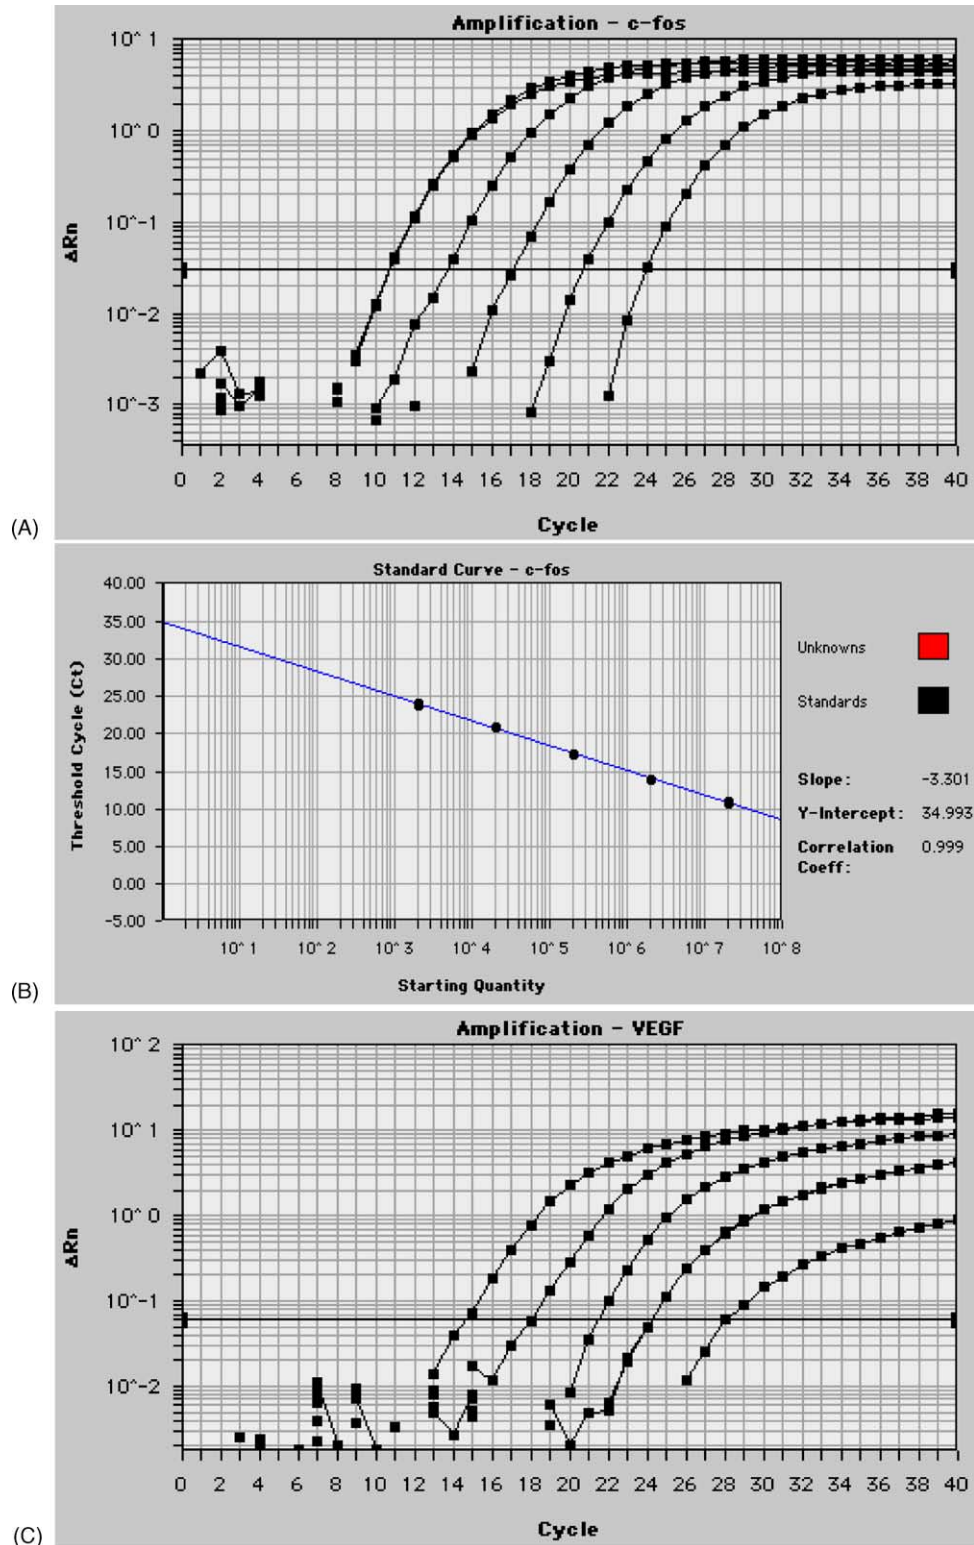 Amplification - c-fos
10^ 1
10^ 0
10^-1
10^-2
10^-3
ΔRn
0 2 4 6 8 10 12 14 16 18 20 22 24 26 28 30 32 34 36 38 40
Cycle
(A)
Standard Curve - c-fos
40.00
35.00
30.00
25.00
20.00
15.00
10.00
5.00
0.00
-5.00
Threshold Cycle (Ct)
10^1 10^2 10^3 10^4 10^5 10^6 10^7 10^8
Starting Quantity
Unknowns
Standards
Slope: -3.301
Y-Intercept: 34.993
Correlation 0.999
Coeff:
(B)
Amplification - VEGF
10^ 2
10^ 1
10^ 0
10^-1
10^-2
ΔRn
0 2 4 6 8 10 12 14 16 18 20 22 24 26 28 30 32 34 36 38 40
Cycle
(C)